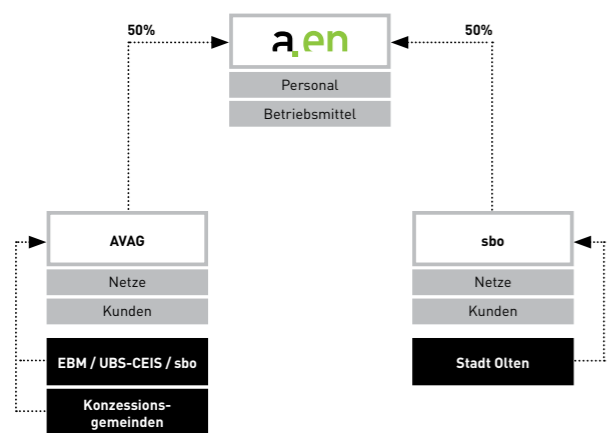 50%
a.en
50%
Personal
Betriebsmittel
AVAG
Netze
Kunden
EBM / UBS-CEIS / sbo
Konzessions-
gemeinden
sbo
Netze
Kunden
Stadt Olten